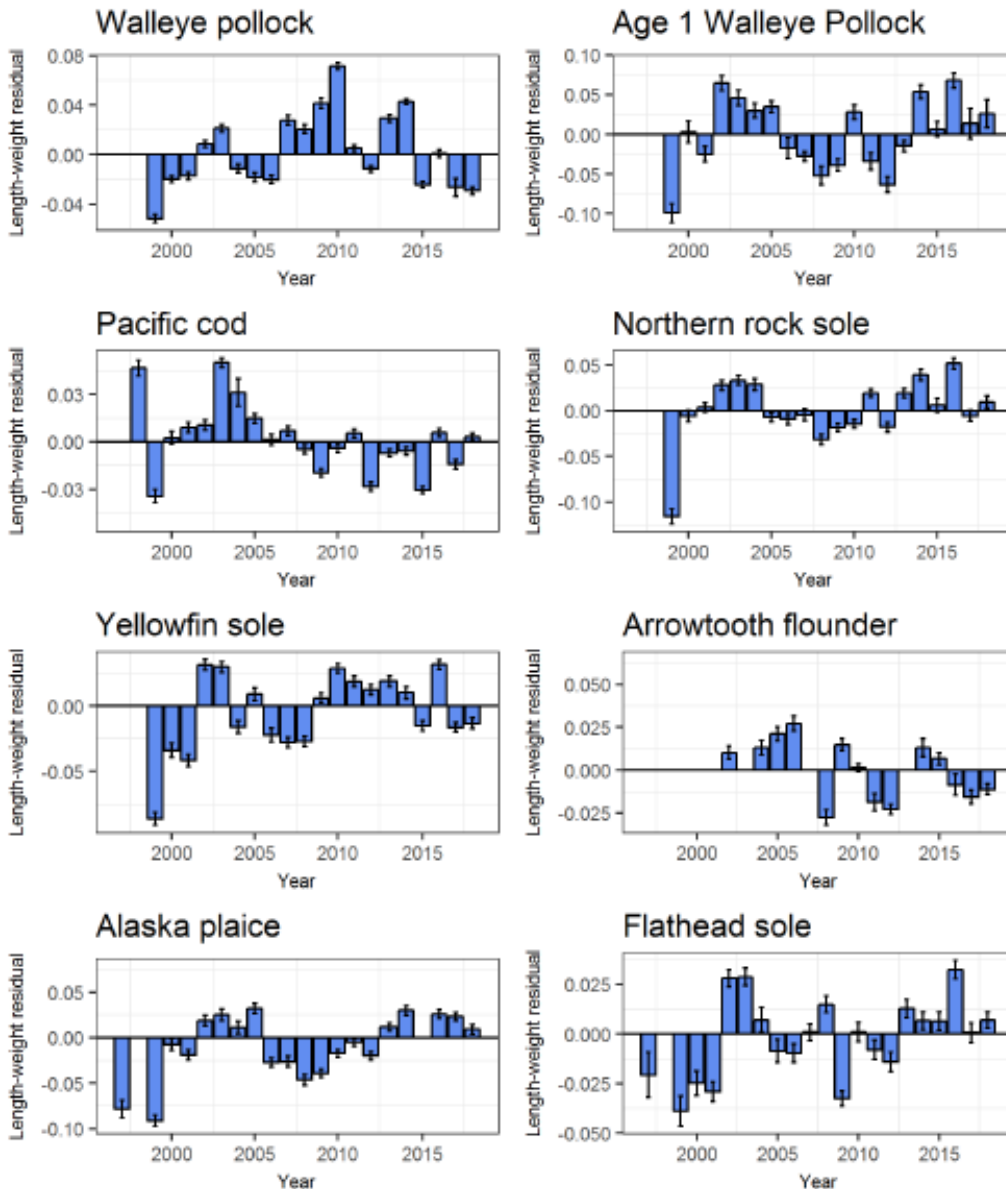 Walleye pollock
Length-weight residual
0.08
0.04
0.00
-0.04
2000 2005 2010 2015
Year
Age 1 Walleye Pollock
Length-weight residual
0.10
0.05
0.00
-0.05
-0.10
2000 2005 2010 2015
Year
Pacific cod
Length-weight residual
0.03
0.00
-0.03
2000 2005 2010 2015
Year
Northern rock sole
Length-weight residual
0.05
0.00
-0.05
-0.10
2000 2005 2010 2015
Year
Yellowfin sole
Length-weight residual
0.00
-0.05
2000 2005 2010 2015
Year
Arrowtooth flounder
Length-weight residual
0.050
0.025
0.000
-0.025
2000 2005 2010 2015
Year
Alaska plaice
Length-weight residual
0.05
0.00
-0.05
-0.10
2000 2005 2010 2015
Year
Flathead sole
Length-weight residual
0.025
0.000
-0.025
-0.050
2000 2005 2010 2015
Year